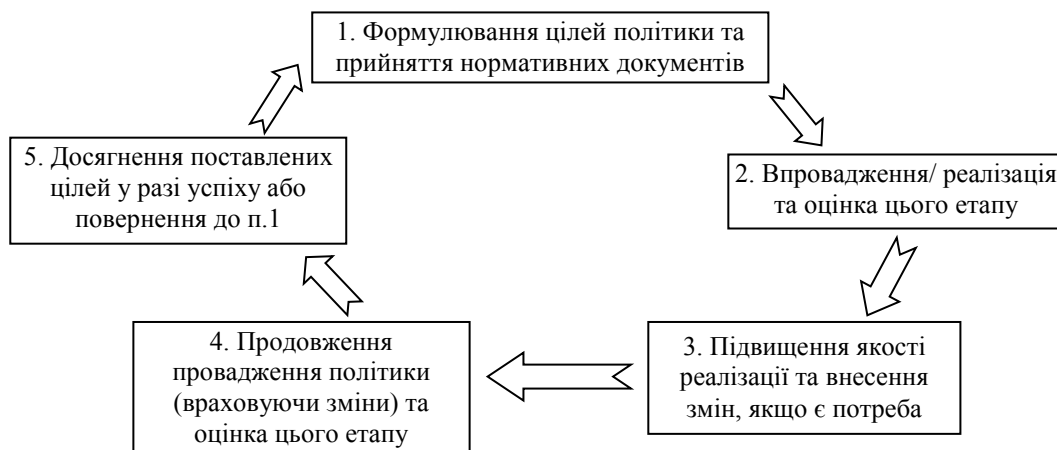 1. Формулювання цілей політики та
прийняття нормативних документів
2. Впровадження/ реалізація
та оцінка цього етапу
3. Підвищення якості
реалізації та внесення
змін, якщо є потреба
4. Продовження
провадження політики
(враховуючи зміни) та
оцінка цього етапу
5. Досягнення поставлених
цілей у разі успіху або
повернення до п.1